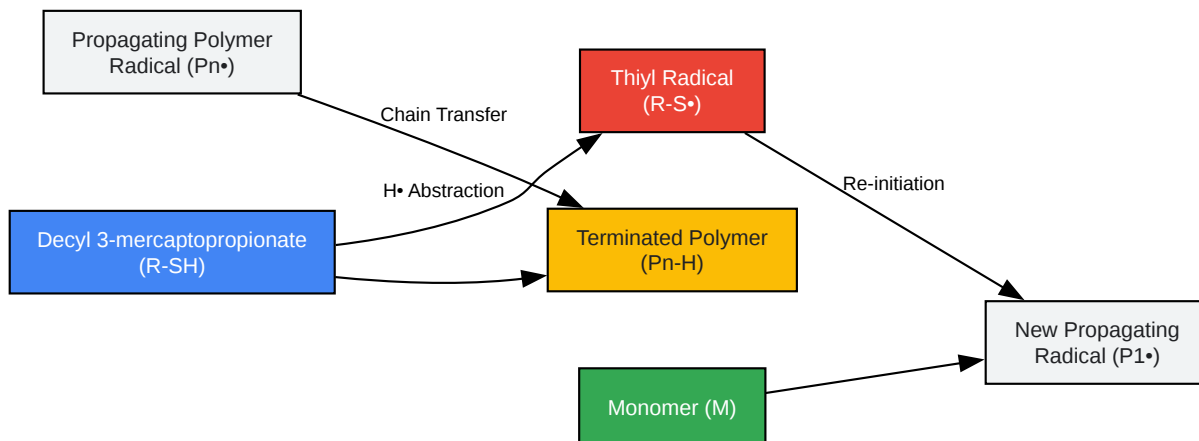 Propagating Polymer
Radical (Pn•)
Thiyl Radical
(R-S•)
Chain Transfer
H• Abstraction
Re-initiation
Decyl 3-mercaptopropionate
(R-SH)
Terminated Polymer
(Pn-H)
New Propagating
Radical (P1•)
Monomer (M)